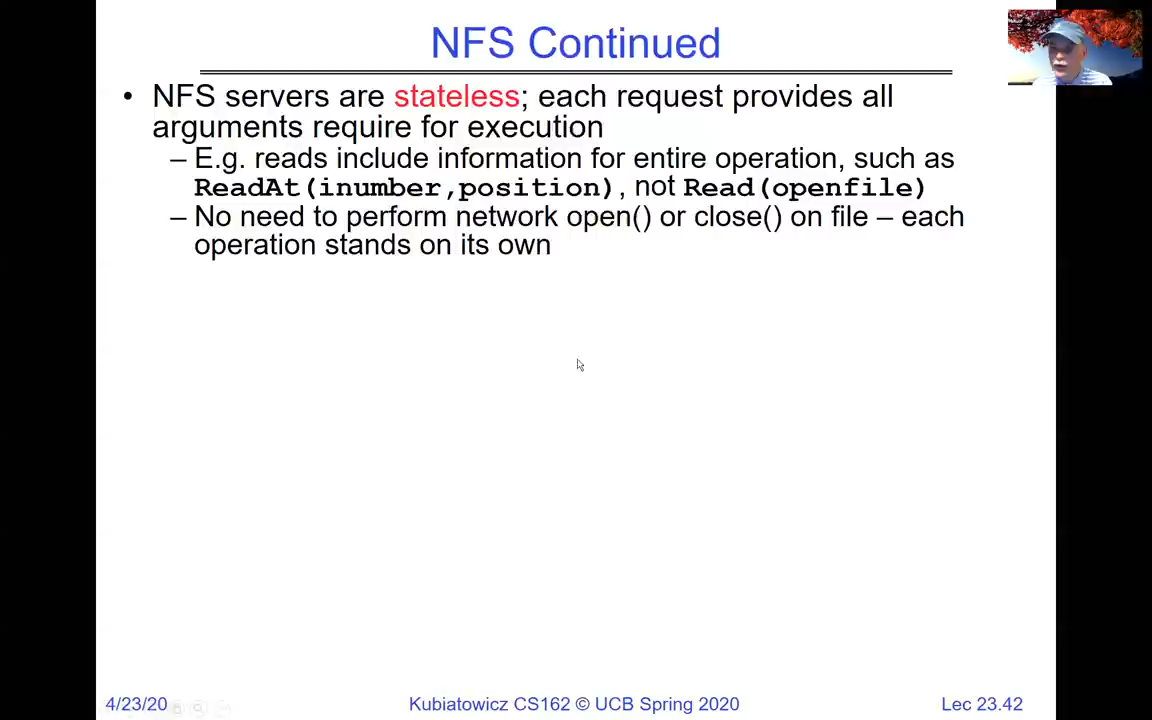 NFS Continued
• NFS servers are stateless; each request provides all
arguments require for execution
– E.g. reads include information for entire operation, such as
ReadAt(inumber,position), not Read(openfile)
– No need to perform network open() or close() on file – each
operation stands on its own
4/23/20
Kubiatowicz CS162 © UCB Spring 2020
Lec 23.42